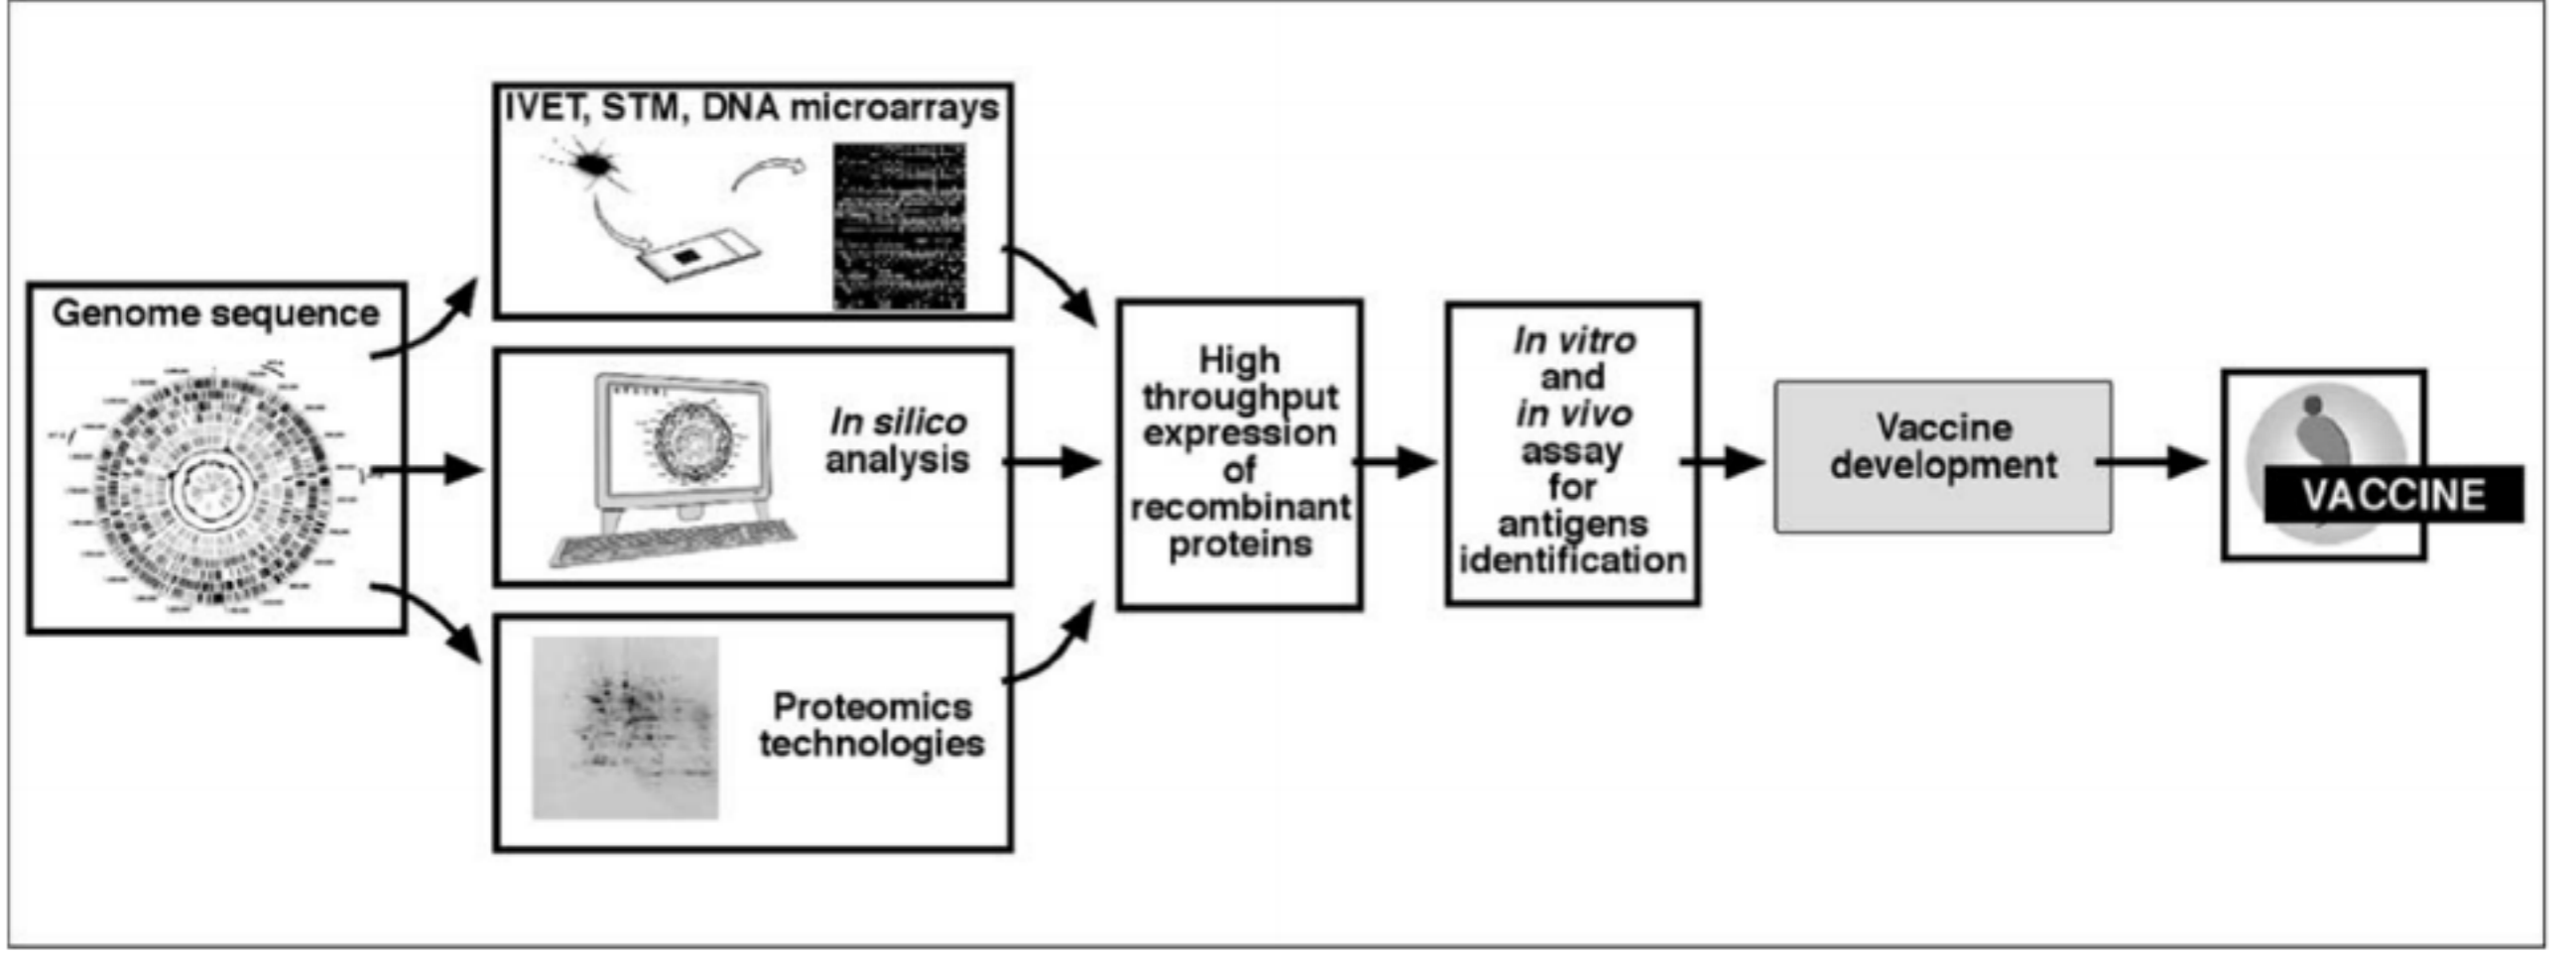 IVET, STM, DNA microarrays
Genome sequence
In silico
analysis
Proteomics
technologies
High
throughput
expression
of
recombinant
proteins
In vitro
and
in vivo
assay
for
antigens
identification
Vaccine
development
VACCINE